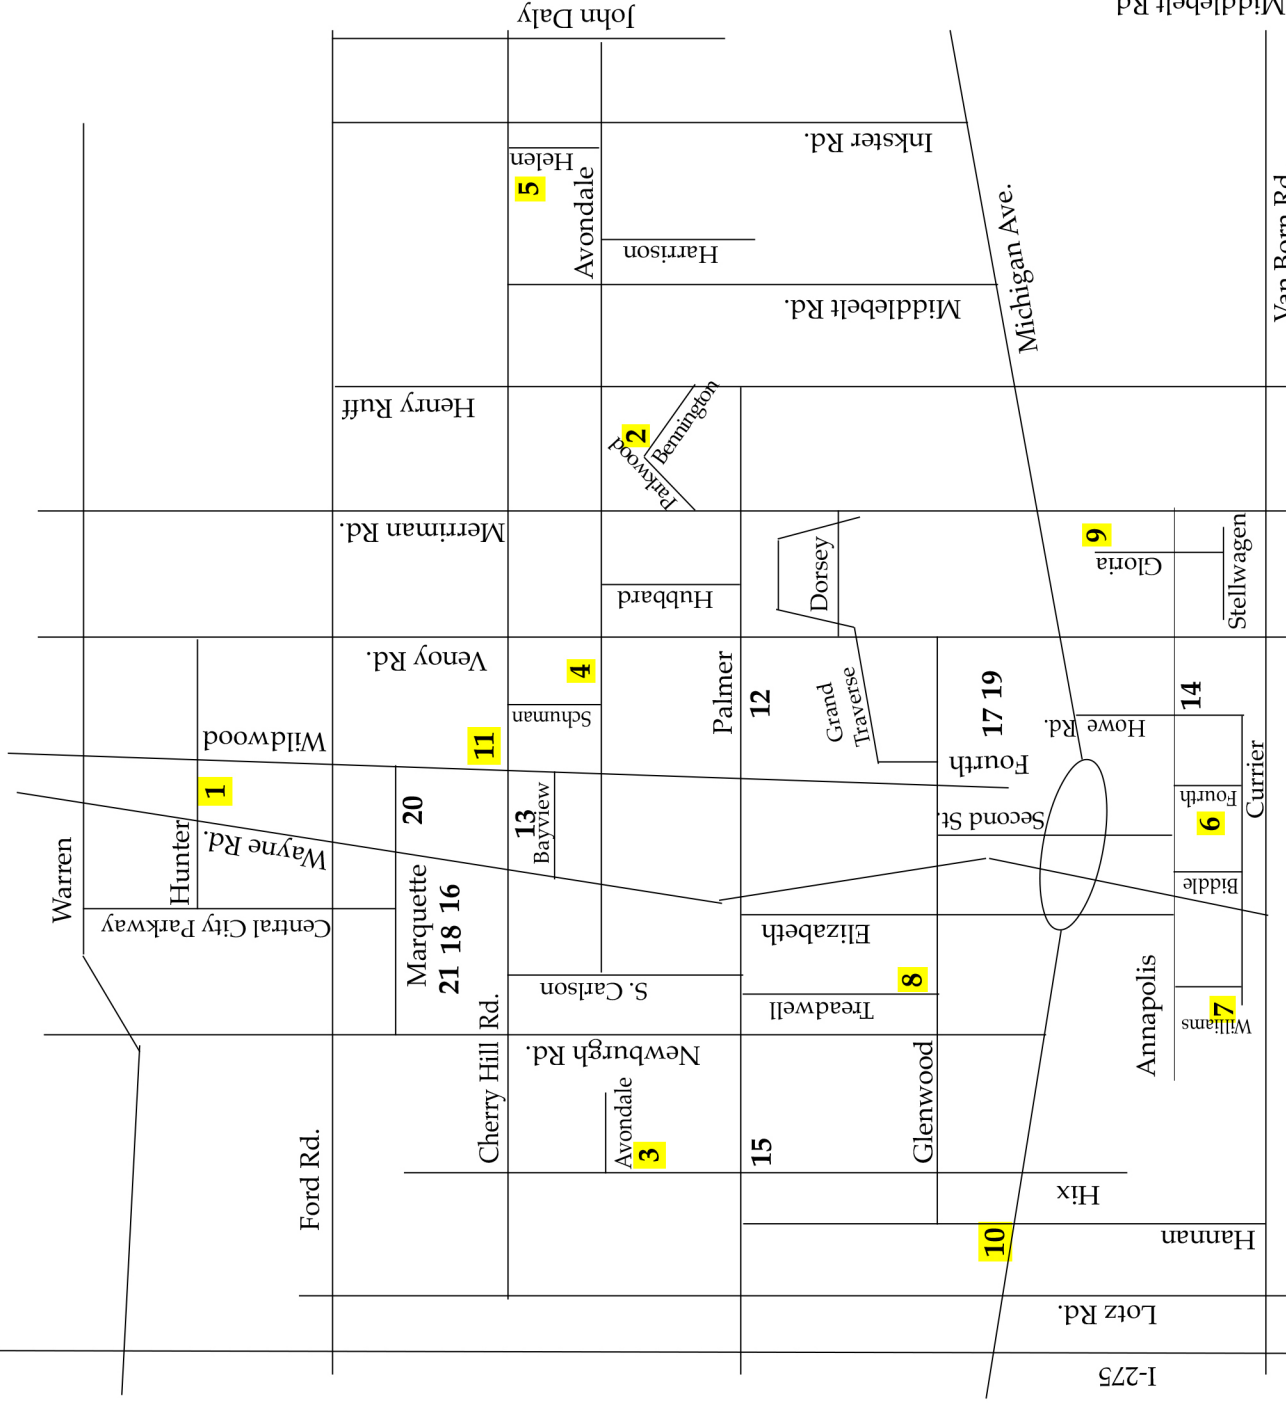 John Daly
Middlebelt Rd
Inkster Rd.
Helen
5
Avondale
Harrison
Michigan Ave.
Van Born Rd
Middlebelt Rd.
Henry Ruff
2
Parkwood
Bennington
Merriman Rd.
9
Gloria
Stellwagen
Dorsey
Hubbard
Venoy Rd.
4
Schuman
Palmer
12
Grand
Traverse
17 19
14
Howe Rd.
Wildwood
11
Fourth
Currier
1
20
13
Bayview
Second St.
Fourth
6
Hunter
Wayne Rd.
Warren
Biddle
Central City Parkway
Marquette
21 18 16
Elizabeth
S. Carlson
8
Treadwell
Annapolis
7
Williams
Cherry Hill Rd.
Newburgh Rd.
Glenwood
Avondale
3
15
Ford Rd.
Hix
10
Hannan
Lotz Rd.
I-275